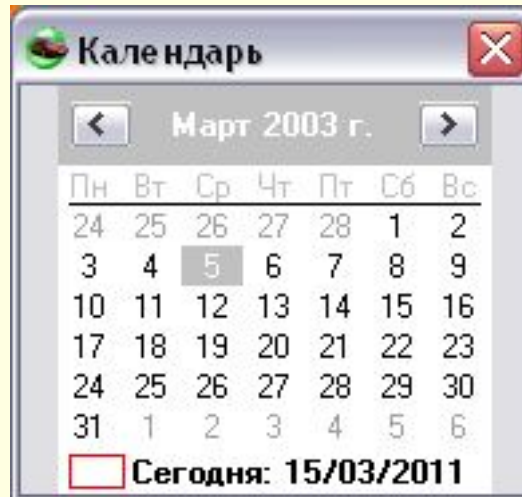 Календарь
Март 2003 г.
Пн Вт Ср Чт Пт Сб Вс
24 25 26 27 28 1 2
3 4 5 6 7 8 9
10 11 12 13 14 15 16
17 18 19 20 21 22 23
24 25 26 27 28 29 30
31 1 2 3 4 5 6
Сегодня: 15/03/2011